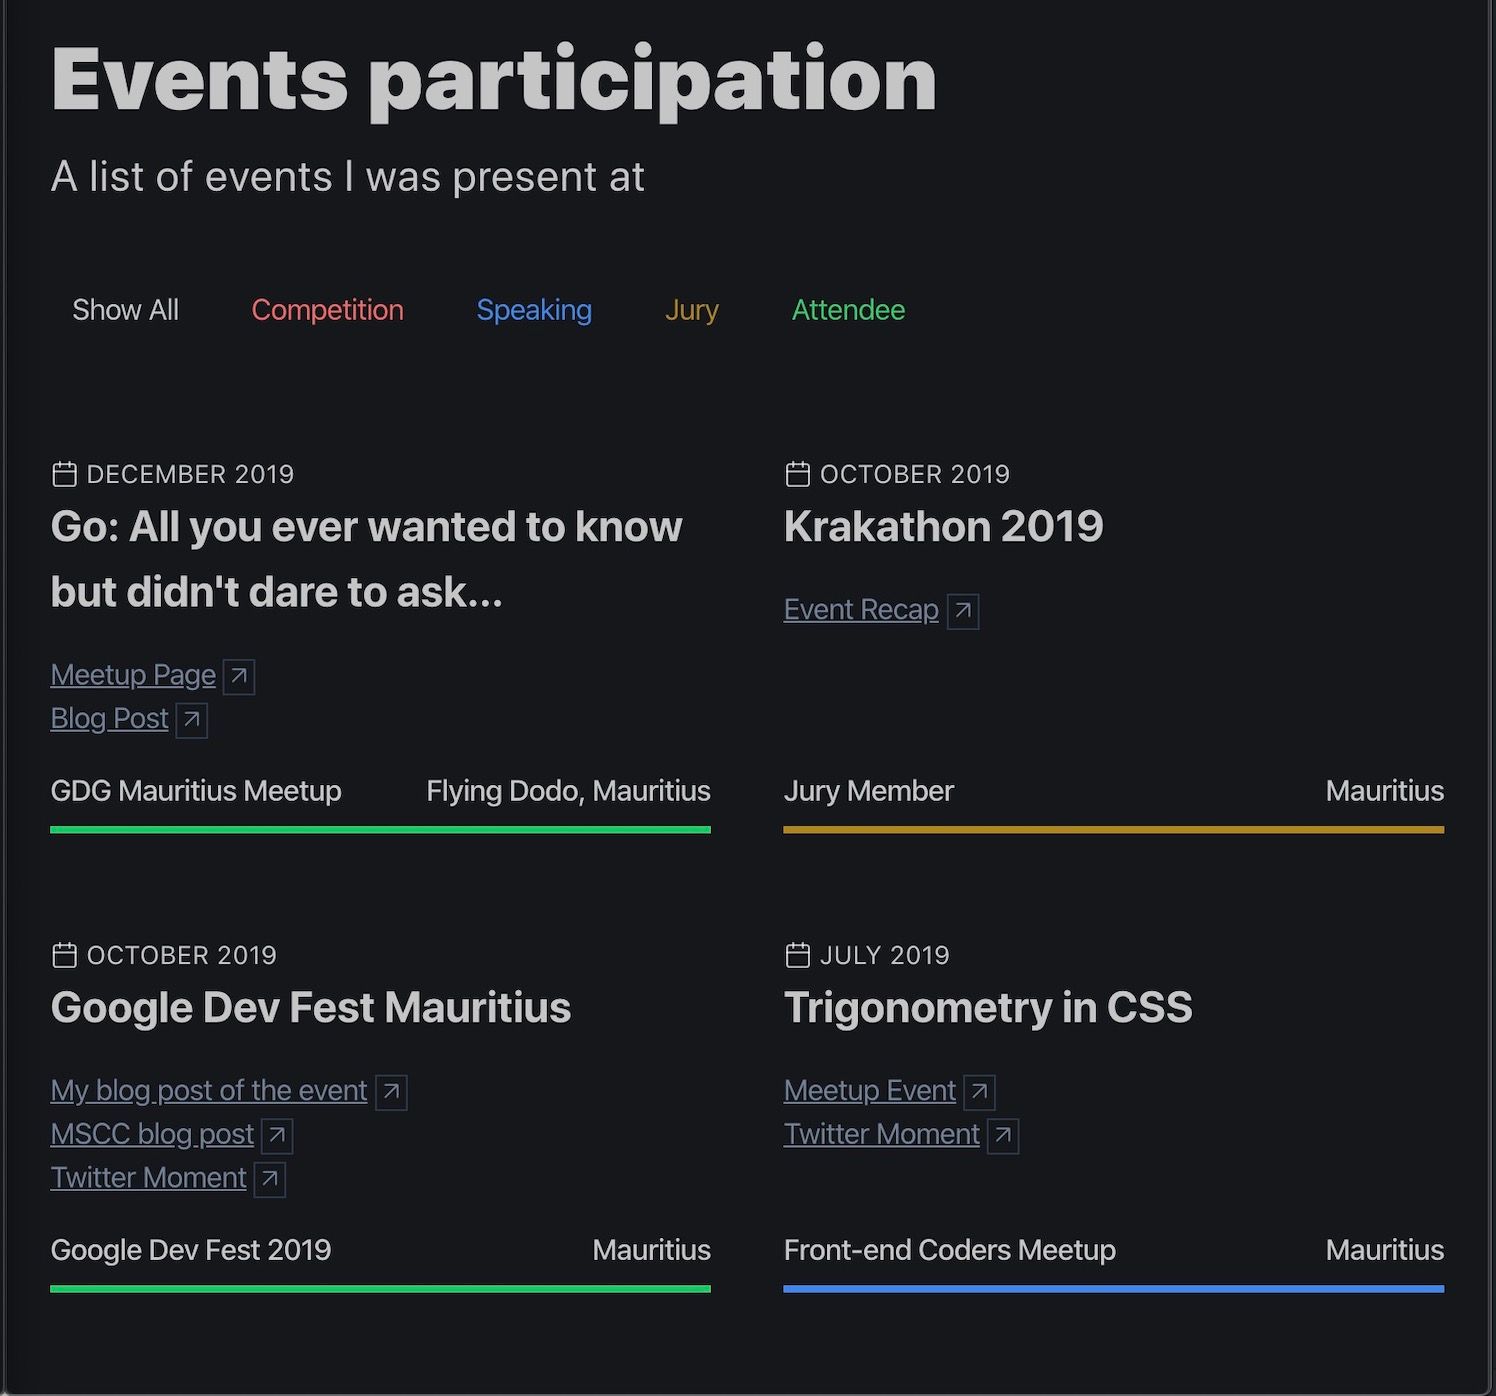 Events participation
A list of events I was present at
Show All Competition Speaking Jury Attendee
DECEMBER 2019
Go: All you ever wanted to know
but didn't dare to ask...
Meetup Page
Blog Post
GDG Mauritius Meetup Flying Dodo, Mauritius
OCTOBER 2019
Krakathon 2019
Event Recap
Jury Member Mauritius
OCTOBER 2019
Google Dev Fest Mauritius
My blog post of the event
MSCC blog post
Twitter Moment
Google Dev Fest 2019 Mauritius
JULY 2019
Trigonometry in CSS
Meetup Event
Twitter Moment
Front-end Coders Meetup Mauritius